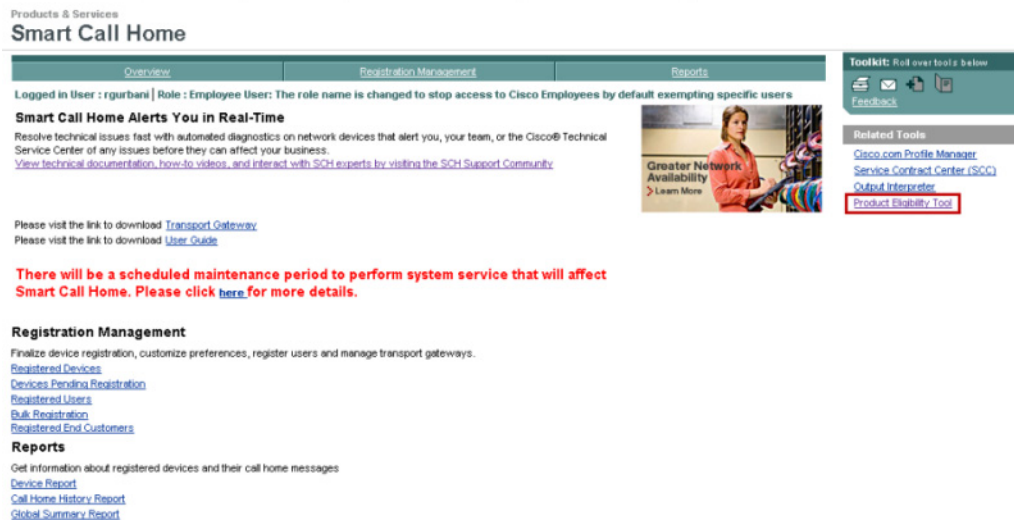 Products & Services
Smart Call Home
Overview
Registration Management
Reports
Logged in User : rgurbani | Role : Employee User: The role name is changed to stop access to Cisco Employees by default exempting specific users
Smart Call Home Alerts You in Real-Time
Resolve technical issues fast with automated diagnostics on network devices that alert you, your team, or the Cisco® Technical
Service Center of any issues before they can affect your
business.
View technical documentation, how-to videos, and interact with SCH experts by visiting the SCH Support Community
Greater Network
Availability
Learn More
Please visit the link to download Transport Gateway
Please visit the link to download User Guide
There will be a scheduled maintenance period to perform system service that will affect
Smart Call Home. Please click here for more details.
Registration Management
Finalize device registration, customize preferences, register users and manage transport gateways.
Registered Devices
Devices Pending Registration
Registered Users
Bulk Registration
Registered End Customers
Reports
Get information about registered devices and their call home messages
Device Report
Call Home History Report
Global Summary Report
Toolkit: Roll over tools below
Feedback
Related Tools
Cisco.com Profile Manager
Service Contract Center (SCC)
Output Interpreter
Product Eligibility Tool